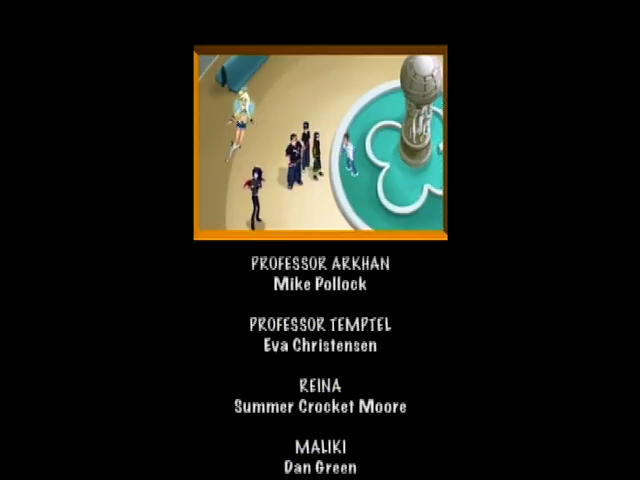 PROFESSOR ARKHAN
Mike Pollock
PROFESSOR TEMPTEL
Eva Christensen
REINA
Summer Crocket Moore
MALIKI
Dan Green